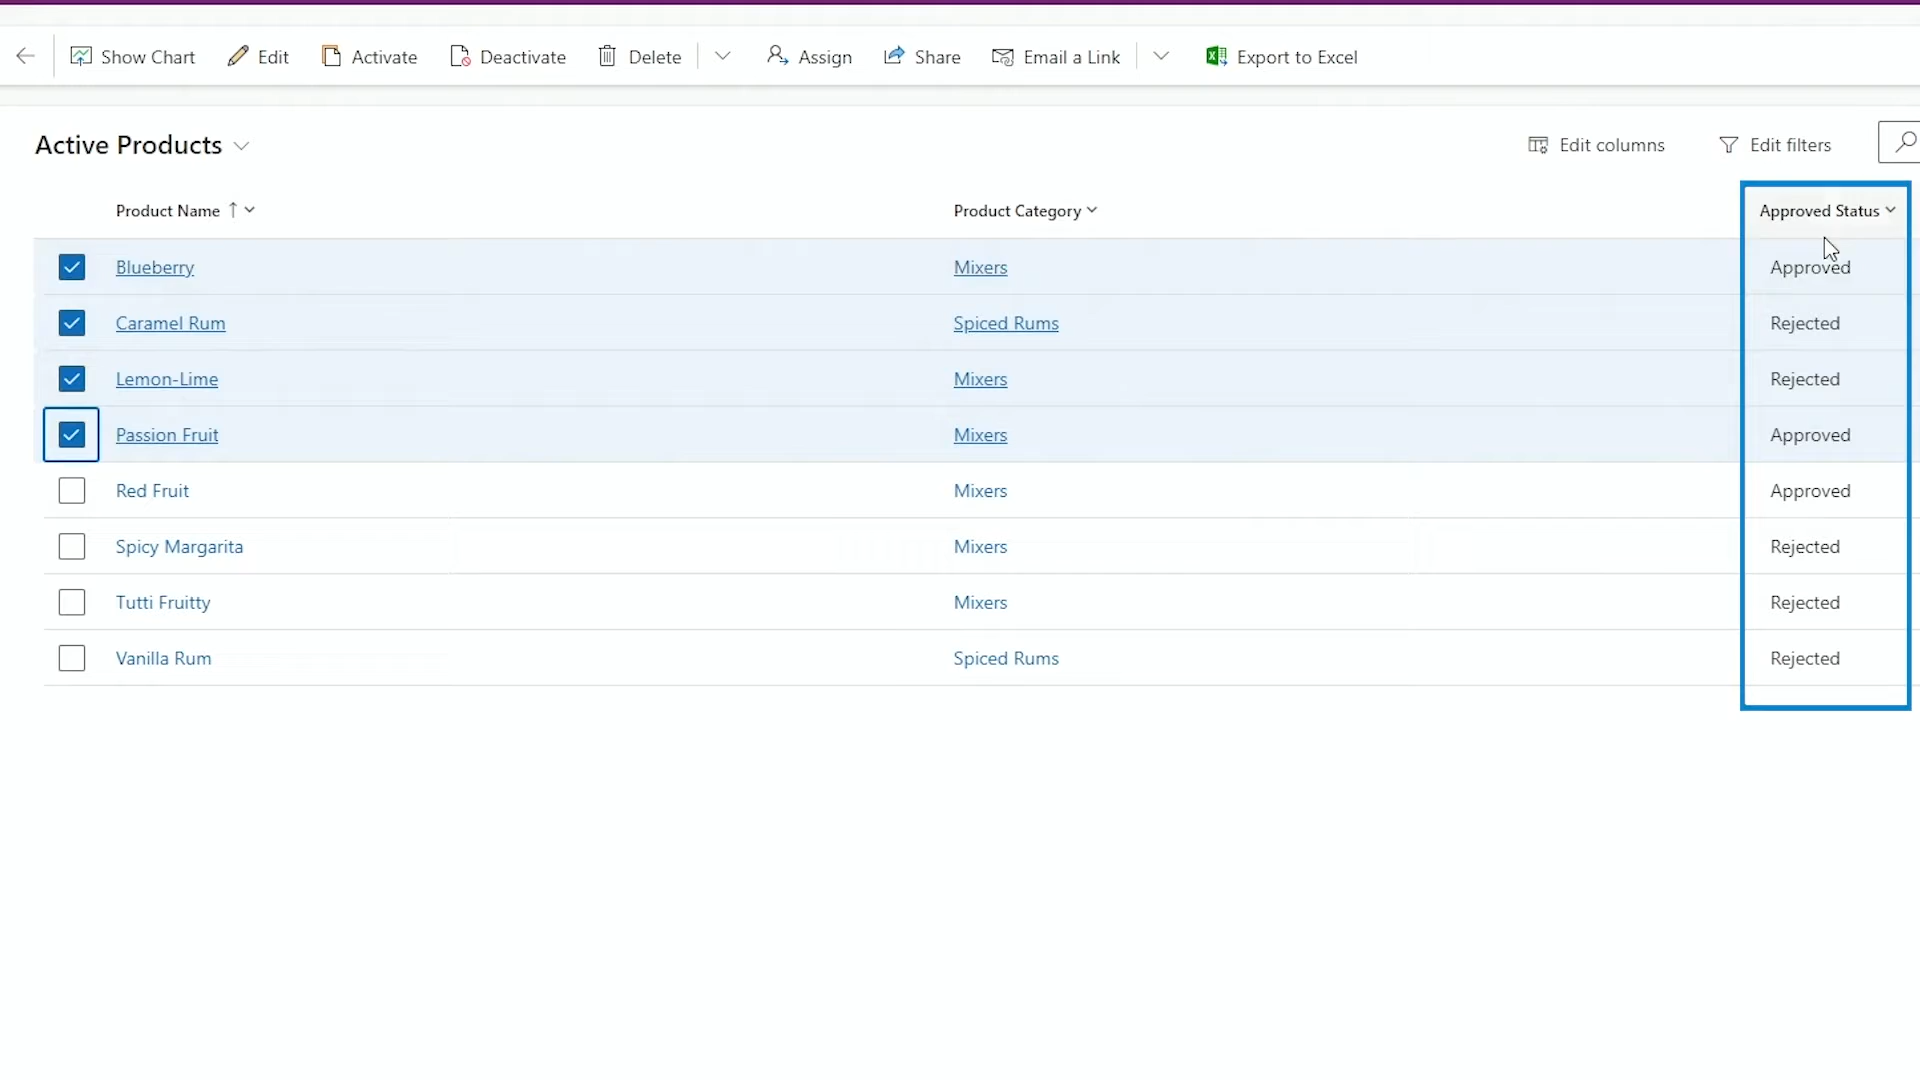 Show Chart Edit Activate Deactivate Delete Assign Share Email a Link Export to Excel
Active Products Edit columns Edit filters
Product Name Product Category Approved Status
Blueberry Mixers Approved
Caramel Rum Spiced Rums Rejected
Lemon-Lime Mixers Rejected
Passion Fruit Mixers Approved
Red Fruit Mixers Approved
Spicy Margarita Mixers Rejected
Tutti Fruitty Mixers Rejected
Vanilla Rum Spiced Rums Rejected